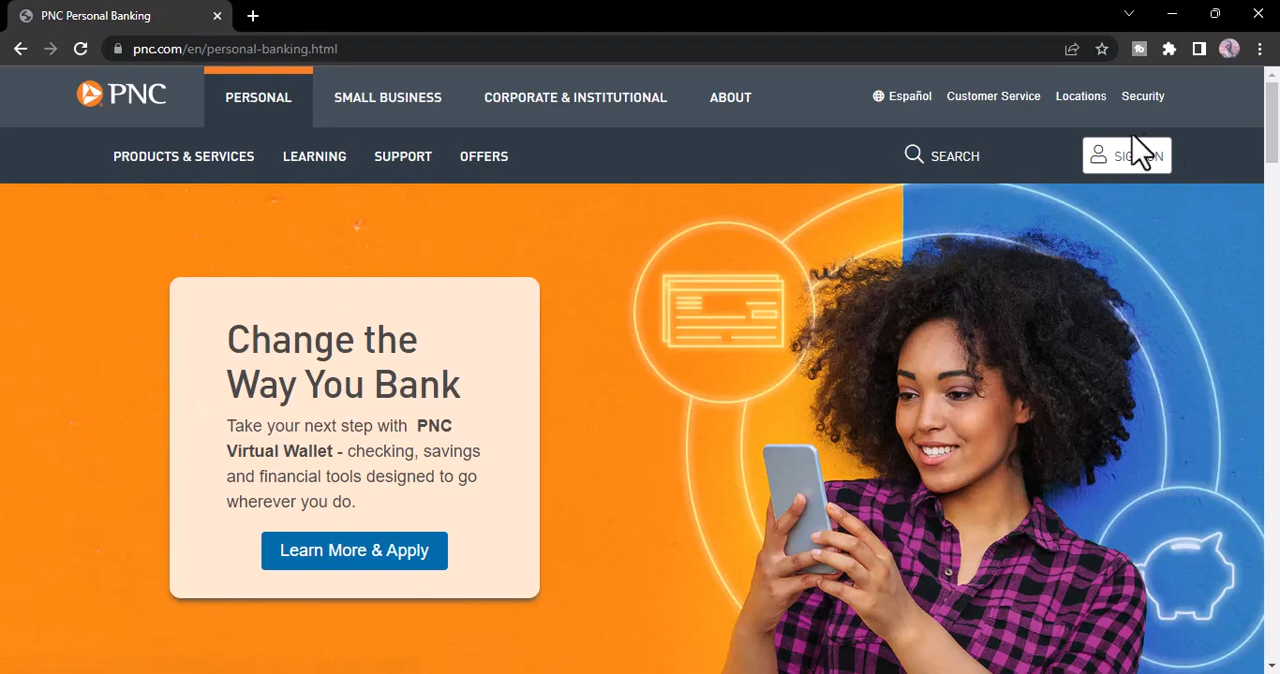 PNC Personal Banking
pnc.com/en/personal-banking.html
PNC
PERSONAL
SMALL BUSINESS
CORPORATE & INSTITUTIONAL
ABOUT
Español
Customer Service
Locations
Security
PRODUCTS & SERVICES
LEARNING
SUPPORT
OFFERS
SEARCH
Change the
Way You Bank
Take your next step with PNC
Virtual Wallet - checking, savings
and financial tools designed to go
wherever you do.
Learn More & Apply